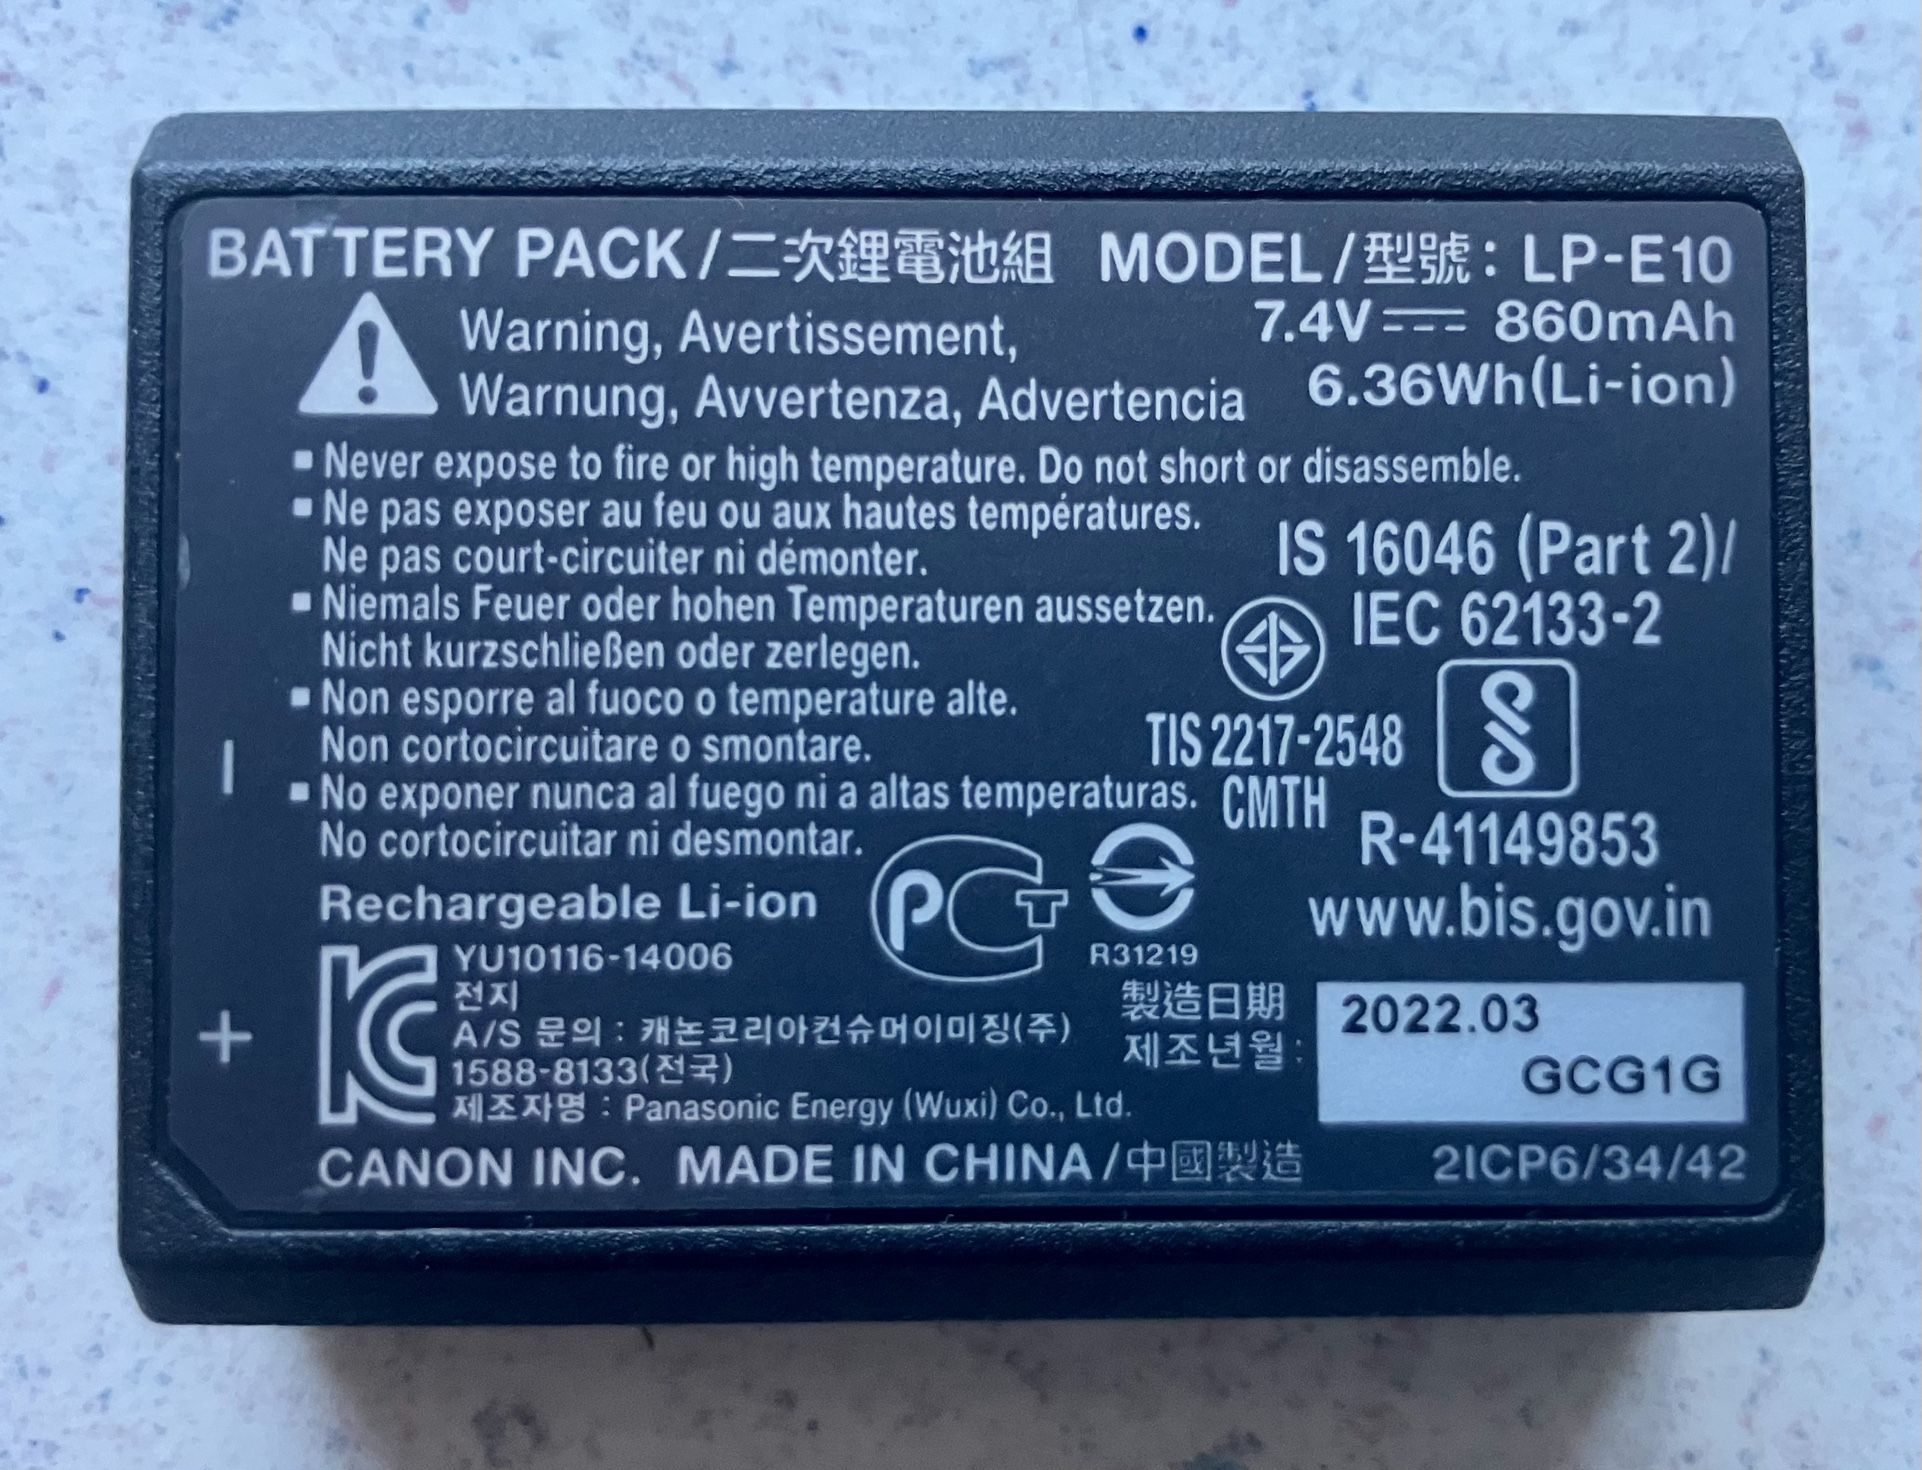 BATTERY PACK/二次鋰電池組 MODEL/型號: LP-E10
7.4V 860mAh
6.36Wh(Li-ion)
Warning, Avertissement,
Warnung, Avvertenza, Advertencia
Never expose to fire or high temperature. Do not short or disassemble.
Ne pas exposer au feu ou aux hautes températures.
Ne pas court-circuiter ni démonter.
Niemals Feuer oder hohen Temperaturen aussetzen.
Nicht kurzschließen oder zerlegen.
Non esporre al fuoco o temperature alte.
Non cortocircuitare o smontare.
No exponer nunca al fuego ni a altas temperaturas.
No cortocircuitar ni desmontar.
IS 16046 (Part 2)/
IEC 62133-2
TIS 2217-2548
CMTH
R-41149853
www.bis.gov.in
Rechargeable Li-ion
PCT
R31219
KC
YU10116-14006
전지
A/S 문의 : 캐논코리아컨슈머이미징(주)
1588-8133(전국)
제조자명 : Panasonic Energy (Wuxi) Co., Ltd.
製造日期
제조년월:
2022.03
GCG1G
CANON INC. MADE IN CHINA/中國製造
2ICP6/34/42
- 
+